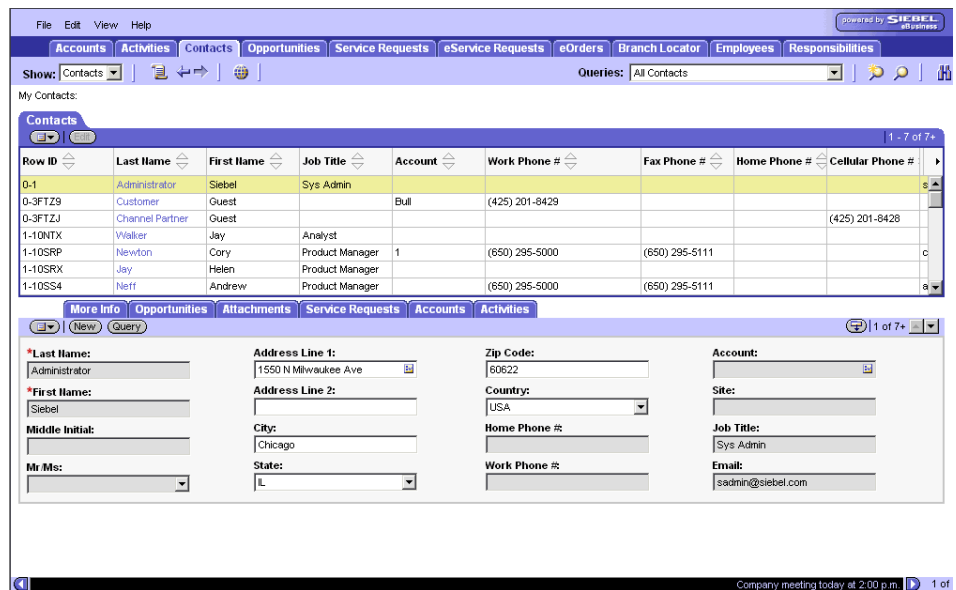 File Edit View Help
powered by SIEBEL eBusiness
Accounts Activities Contacts Opportunities Service Requests eService Requests eOrders Branch Locator Employees Responsibilities
Show: Contacts Queries: All Contacts
My Contacts:
Contacts
Edit 1 - 7 of 7+
Row ID Last Name First Name Job Title Account Work Phone # Fax Phone # Home Phone # Cellular Phone #
0-1 Administrator Siebel Sys Admin s
0-3FTZ9 Customer Guest Bull (425) 201-8429
0-3FTZJ Channel Partner Guest (425) 201-8428
1-10NTX Walker Jay Analyst
1-10SRP Newton Cory Product Manager 1 (650) 295-5000 (650) 295-5111 c
1-10SRX Jay Helen Product Manager
1-10SS4 Neff Andrew Product Manager (650) 295-5000 (650) 295-5111 a
More Info Opportunities Attachments Service Requests Accounts Activities
New Query 1 of 7+
*Last Name: Address Line 1: Zip Code: Account:
Administrator 1550 N Milwaukee Ave 60622
*First Name: Address Line 2: Country: Site:
Siebel USA
Middle Initial: City: Home Phone #: Job Title:
Chicago Sys Admin
Mr/Ms: State: Work Phone #: Email:
IL sadmin@siebel.com
Company meeting today at 2:00 p.m. 1 of